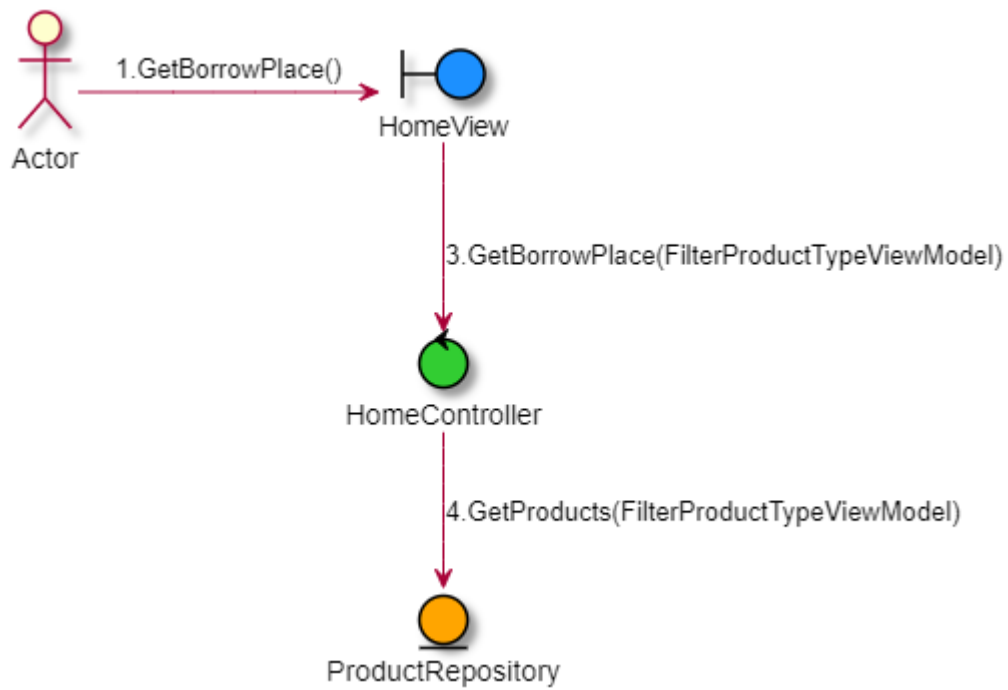 1.GetBorrowPlace()
Actor
HomeView
3.GetBorrowPlace(FilterProductTypeViewModel)
HomeController
4.GetProducts(FilterProductTypeViewModel)
ProductRepository